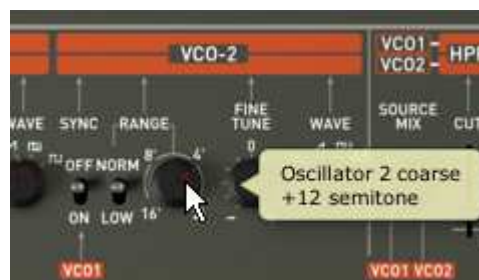 VCO-2
VCO1
VCO2
HPF
WAVE SYNC RANGE FINE TUNE WAVE
SOURCE MIX
CUT
OFF NORM 8' 4' 0
ON LOW 16'
-
Oscillator 2 coarse
+12 semitone
VCO1
VCO1 VCO2